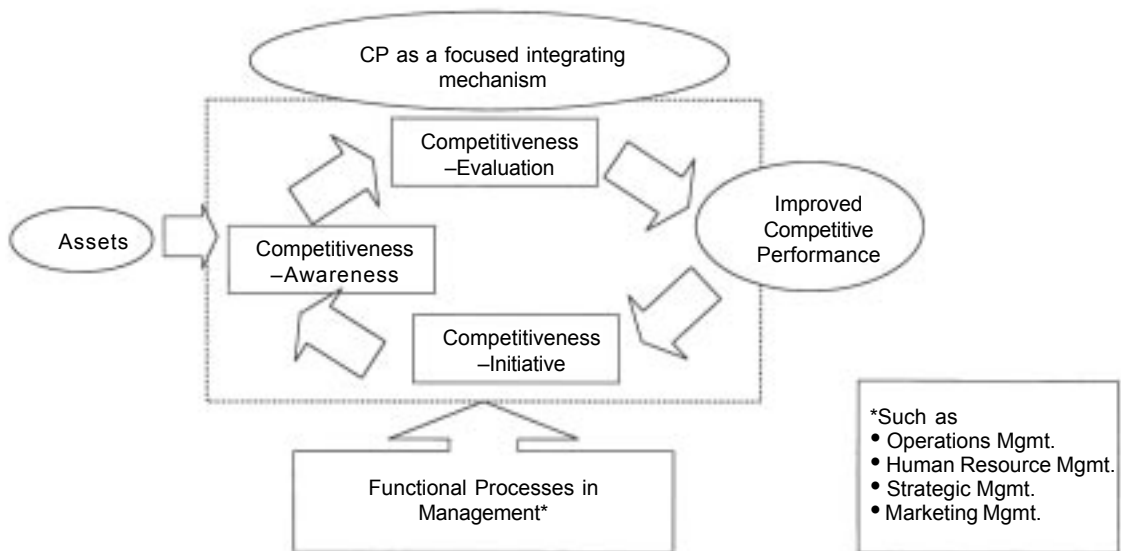 CP as a focused integrating
mechanism
Competitiveness
–Evaluation
Assets
Competitiveness
–Awareness
Improved
Competitive
Performance
Competitiveness
–Initiative
Functional Processes in
Management*
*Such as
• Operations Mgmt.
• Human Resource Mgmt.
• Strategic Mgmt.
• Marketing Mgmt.